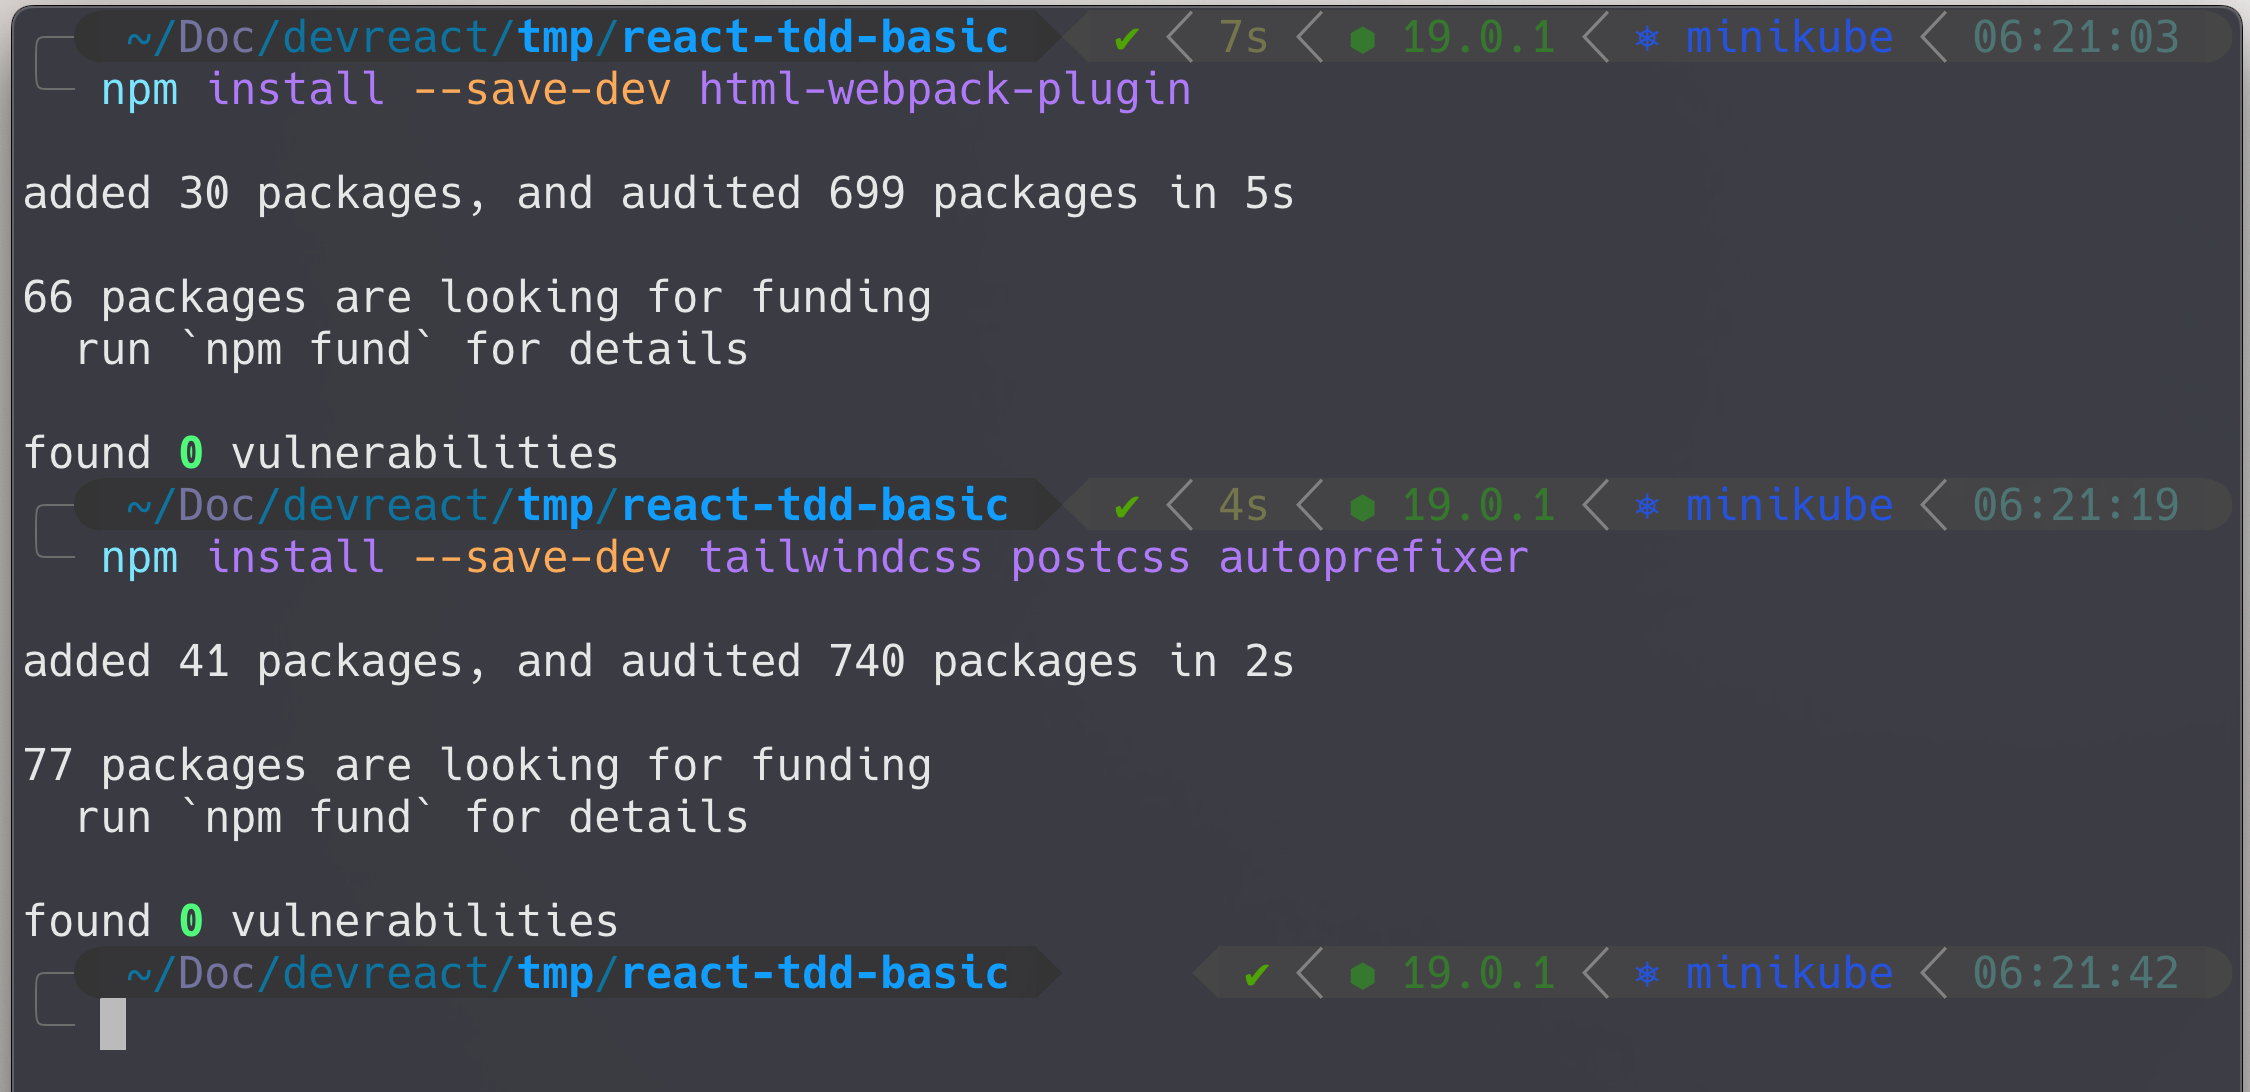 ~/Doc/devreact/tmp/react-tdd-basic ✔ 7s ⬢ 19.0.1 ⎈ minikube 06:21:03
npm install --save-dev html-webpack-plugin
added 30 packages, and audited 699 packages in 5s
66 packages are looking for funding
run `npm fund` for details
found 0 vulnerabilities
~/Doc/devreact/tmp/react-tdd-basic ✔ 4s ⬢ 19.0.1 ⎈ minikube 06:21:19
npm install --save-dev tailwindcss postcss autoprefixer
added 41 packages, and audited 740 packages in 2s
77 packages are looking for funding
run `npm fund` for details
found 0 vulnerabilities
~/Doc/devreact/tmp/react-tdd-basic ✔ ⬢ 19.0.1 ⎈ minikube 06:21:42